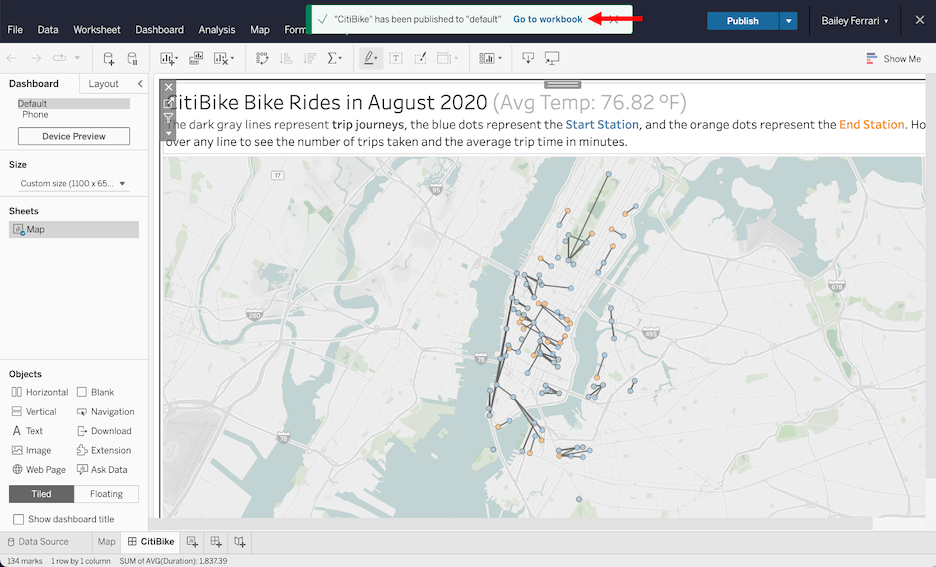 "CitiBike" has been published to "default" Go to workbook
File Data Worksheet Dashboard Analysis Map Publish Bailey Ferrari
Show Me
Dashboard Layout
Default
Phone
Device Preview
Size
Custom size (1100 x 65...
Sheets
Map
CitiBike Bike Rides in August 2020 (Avg Temp: 76.82 ºF)
The dark gray lines represent trip journeys, the blue dots represent the Start Station, and the orange dots represent the End Station.
over any line to see the number of trips taken and the average trip time in minutes.
17
95
678
280
495
78
78
Objects
Horizontal Blank
Vertical Navigation
Text Download
Image Extension
Web Page Ask Data
Tiled Floating
Show dashboard title
Data Source Map CitiBike
134 marks 1 row by 1 column SUM of AVG(Duration): 1,837.39